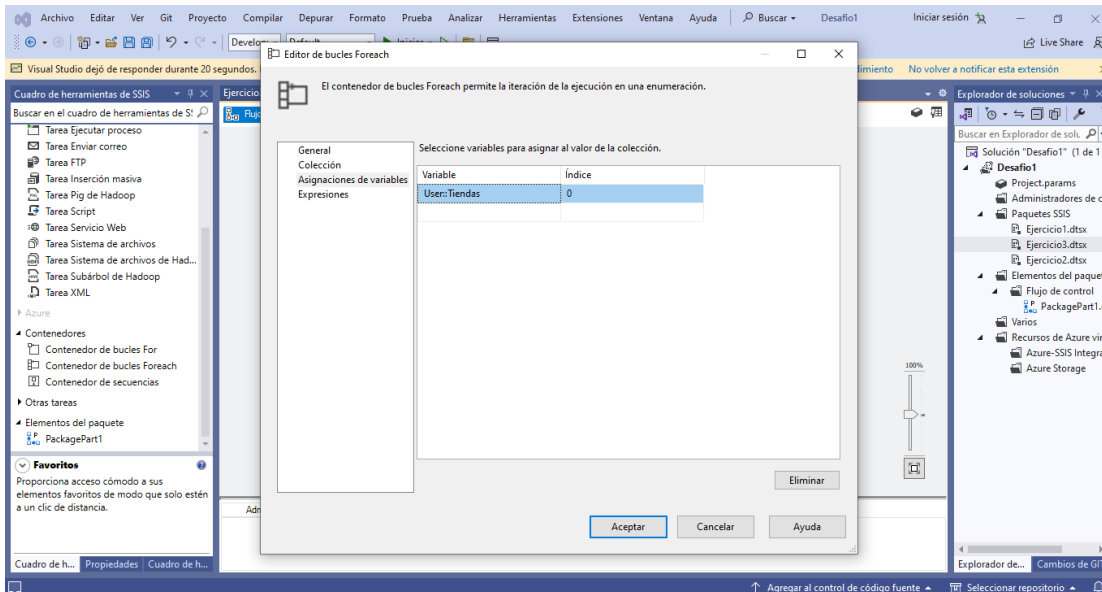 Archivo Editar Ver Git Proyecto Compilar Depurar Formato Prueba Analizar Herramientas Extensiones Ventana Ayuda Buscar Desafio1 Iniciar sesión
Live Share
Visual Studio dejó de responder durante 20 segundos.
No volver a notificar esta extensión
Cuadro de herramientas de SSIS
Buscar en el cuadro de herramientas de S
Tarea Ejecutar proceso
Tarea Enviar correo
Tarea FTP
Tarea Inserción masiva
Tarea Pig de Hadoop
Tarea Script
Tarea Servicio Web
Tarea Sistema de archivos
Tarea Sistema de archivos de Had...
Tarea Subárbol de Hadoop
Tarea XML
Azure
Contenedores
Contenedor de bucles For
Contenedor de bucles Foreach
Contenedor de secuencias
Otras tareas
Elementos del paquete
PackagePart1
Favoritos
Proporciona acceso cómodo a sus
elementos favoritos de modo que solo estén
a un clic de distancia.
Cuadro de h... Propiedades Cuadro de h...
Editor de bucles Foreach
El contenedor de bucles Foreach permite la iteración de la ejecución en una enumeración.
General
Colección
Asignaciones de variables
Expresiones
Seleccione variables para asignar al valor de la colección.
Variable Índice
User::Tiendas 0
Eliminar
Aceptar Cancelar Ayuda
100%
Explorador de soluciones
Buscar en Explorador de solu
Solución "Desafio1" (1 de 1
Desafio1
Project.params
Administradores de c
Paquetes SSIS
Ejercicio1.dtsx
Ejercicio3.dtsx
Ejercicio2.dtsx
Elementos del paquet
Flujo de control
PackagePart1.
Varios
Recursos de Azure vir
Azure-SSIS Integra
Azure Storage
Explorador de... Cambios de GIT
Agregar al control de código fuente Seleccionar repositorio